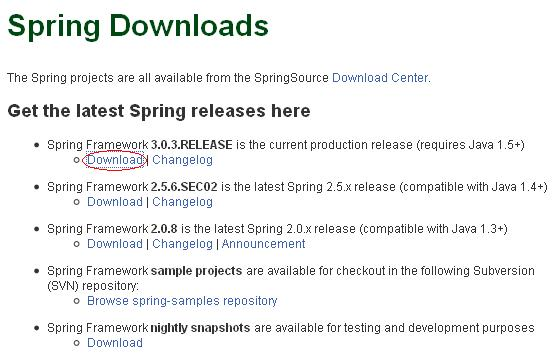 Spring Downloads
The Spring projects are all available from the SpringSource Download Center.
Get the latest Spring releases here
Spring Framework 3.0.3.RELEASE is the current production release (requires Java 1.5+)
Download | Changelog
Spring Framework 2.5.6.SEC02 is the latest Spring 2.5.x release (compatible with Java 1.4+)
Download | Changelog
Spring Framework 2.0.8 is the latest Spring 2.0.x release (compatible with Java 1.3+)
Download | Changelog | Announcement
Spring Framework sample projects are available for checkout in the following Subversion
(SVN) repository:
Browse spring-samples repository
Spring Framework nightly snapshots are available for testing and development purposes
Download